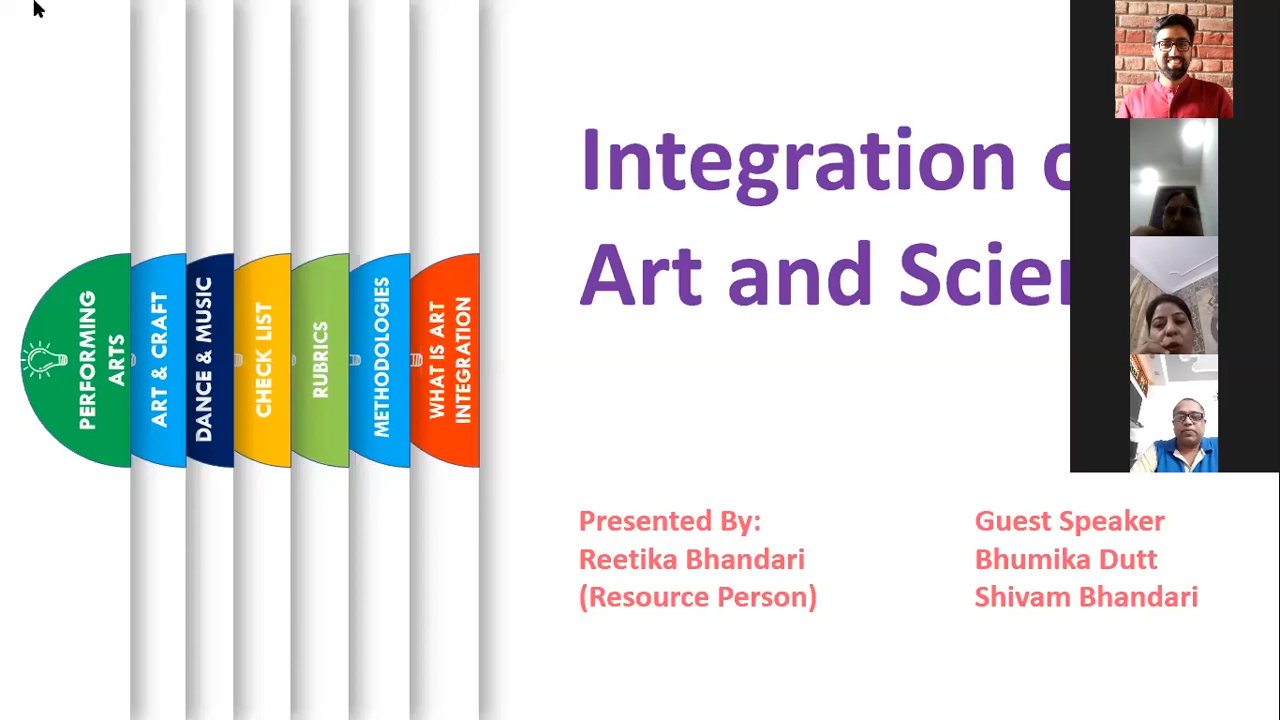 PERFORMING
ARTS
ART & CRAFT
DANCE & MUSIC
CHECK LIST
RUBRICS
METHODOLOGIES
WHAT IS ART
INTEGRATION
Integration
Art and
Presented By:
Reetika Bhandari
(Resource Person)
Guest Speaker
Bhumika Dutt
Shivam Bhandari